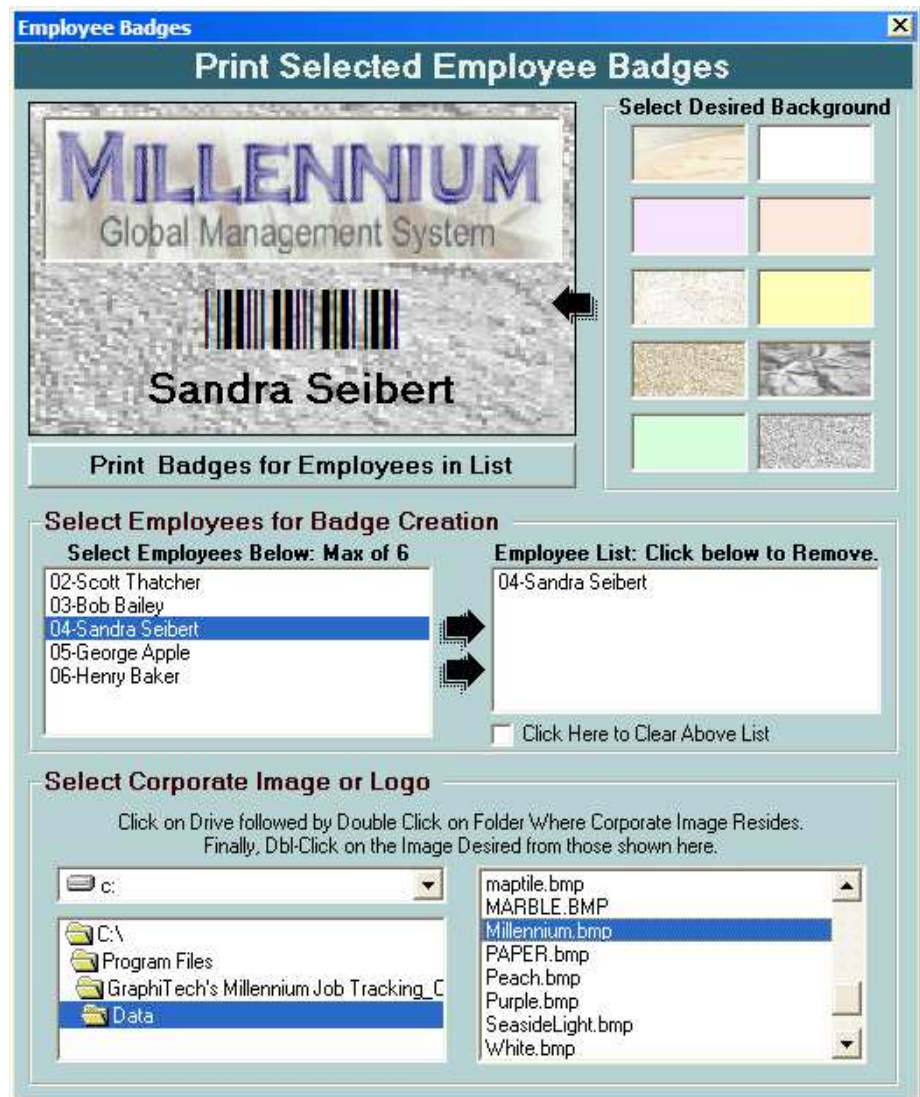 Employee Badges
Print Selected Employee Badges
MILLENNIUM
Global Management System
Sandra Seibert
Print Badges for Employees in List
Select Desired Background
Select Employees for Badge Creation
Select Employees Below: Max of 6
02-Scott Thatcher
03-Bob Bailey
04-Sandra Seibert
05-George Apple
06-Henry Baker
Employee List: Click below to Remove.
04-Sandra Seibert
Click Here to Clear Above List
Select Corporate Image or Logo
Click on Drive followed by Double Click on Folder Where Corporate Image Resides.
Finally, Dbl-Click on the Image Desired from those shown here.
c:
C:\
Program Files
GraphiTech's Millennium Job Tracking_C
Data
maptile.bmp
MARBLE.BMP
Millennium.bmp
PAPER.bmp
Peach.bmp
Purple.bmp
SeasideLight.bmp
White.bmp